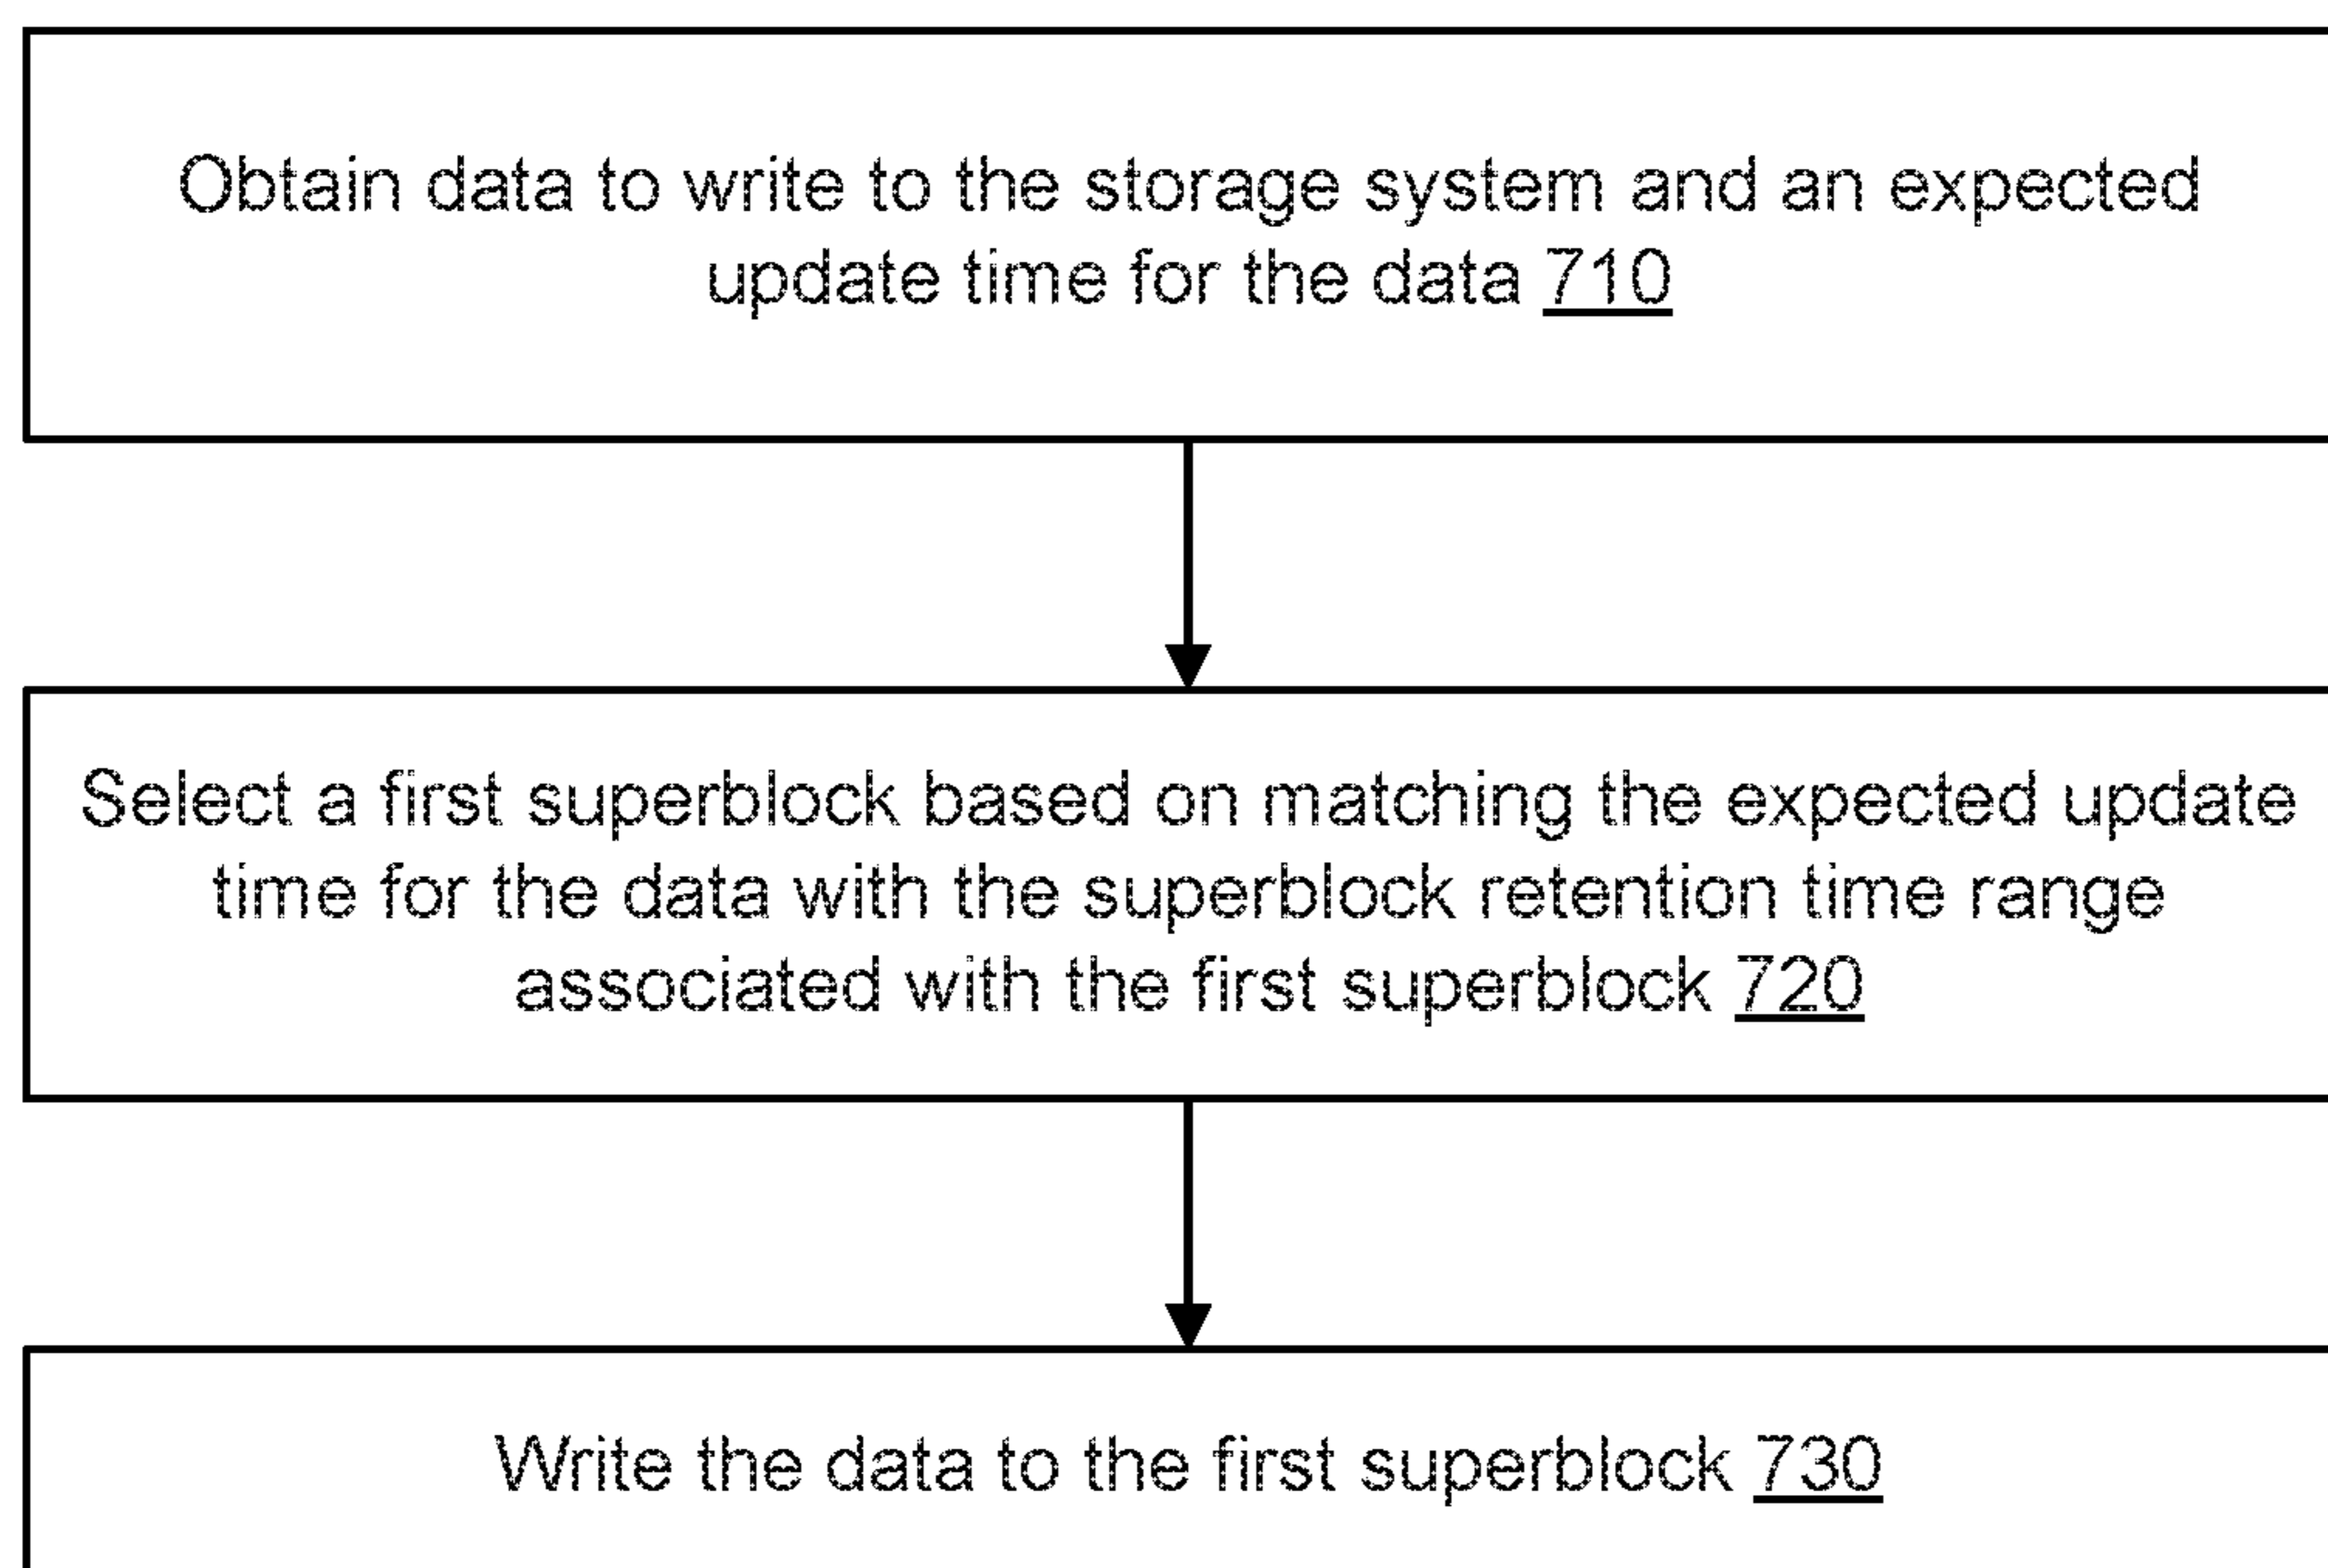 Obtain data to write to the storage system and an expected
update time for the data 710
Select a first superblock based on matching the expected update
time for the data with the superblock retention time range
associated with the first superblock 720
Write the data to the first superblock 730